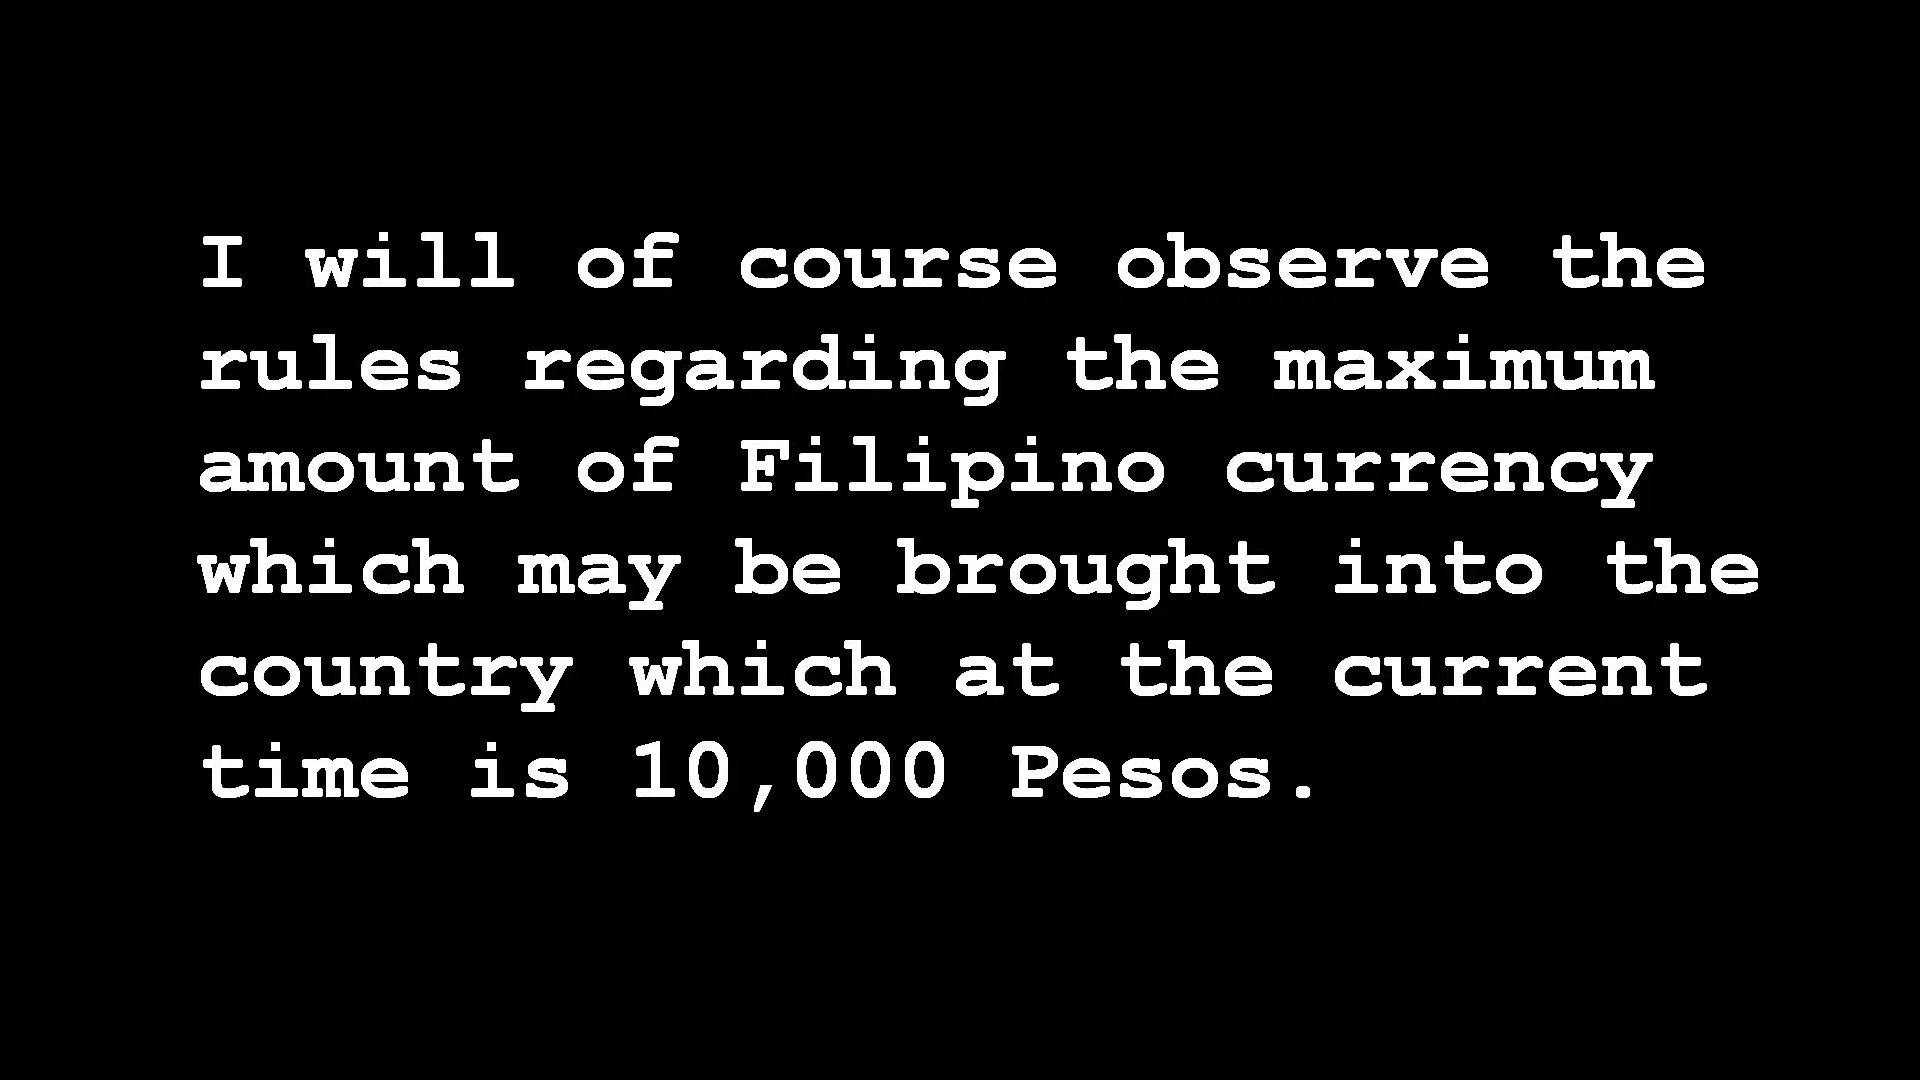 I will of course observe the
rules regarding the maximum
amount of Filipino currency
which may be brought into the
country which at the current
time is 10,000 Pesos.